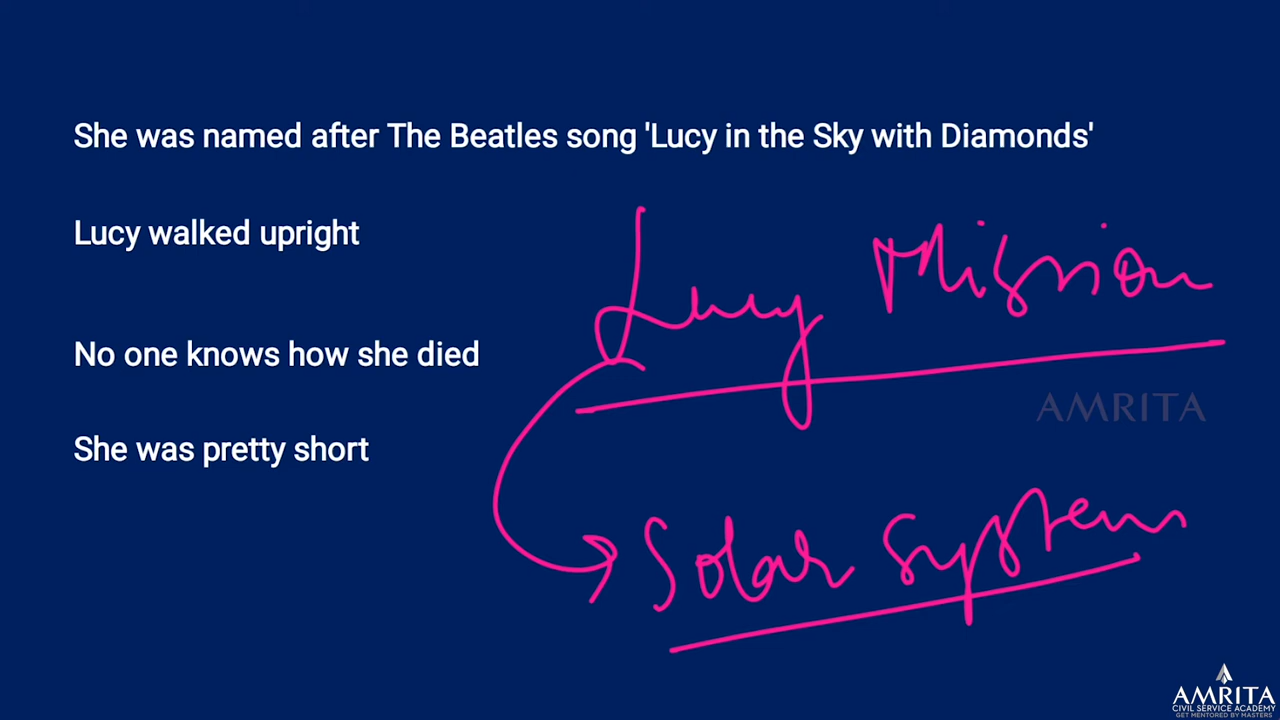 She was named after The Beatles song 'Lucy in the Sky with Diamonds'
Lucy walked upright
Lucy Mission
No one knows how she died
AMRITA
She was pretty short
Solar System
AMRITA
CIVIL SERVICE ACADEMY
GET MENTORED BY MASTERS